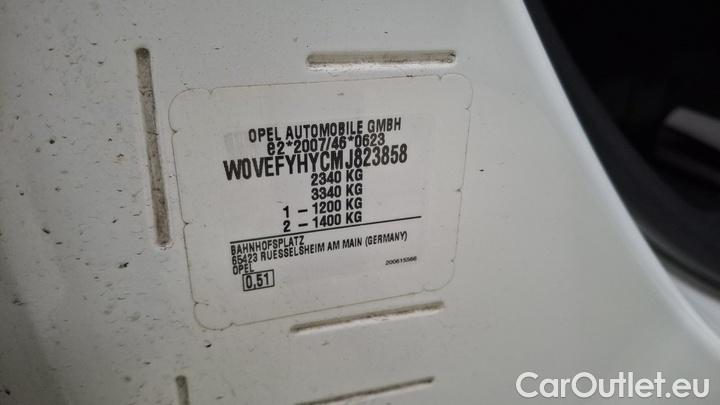 OPEL AUTOMOBILE GMBH
e2*2007/46*0623
W0VEFYHYCMJ823858
2340 KG
3340 KG
1 - 1200 KG
2 - 1400 KG
BAHNHOFSPLATZ
65423 RUESSELSHEIM AM MAIN (GERMANY)
OPEL
0,51
200615566
CarOutlet.eu